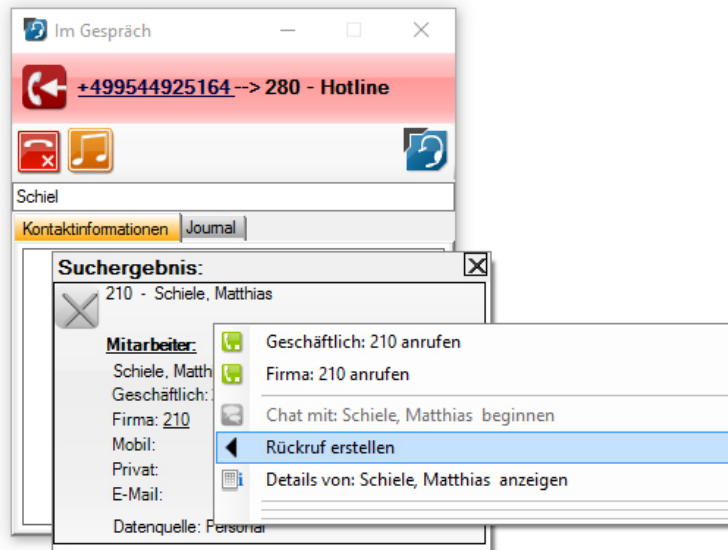 Im Gespräch
+499544925164 --> 280 - Hotline
Schiel
Kontaktinformationen Journal
Suchergebnis:
210 - Schiele, Matthias
Mitarbeiter:
Schiele, Matth
Geschäftlich:
Firma: 210
Mobil:
Privat:
E-Mail:
Datenquelle: Personal
Geschäftlich: 210 anrufen
Firma: 210 anrufen
Chat mit: Schiele, Matthias beginnen
Rückruf erstellen
Details von: Schiele, Matthias anzeigen